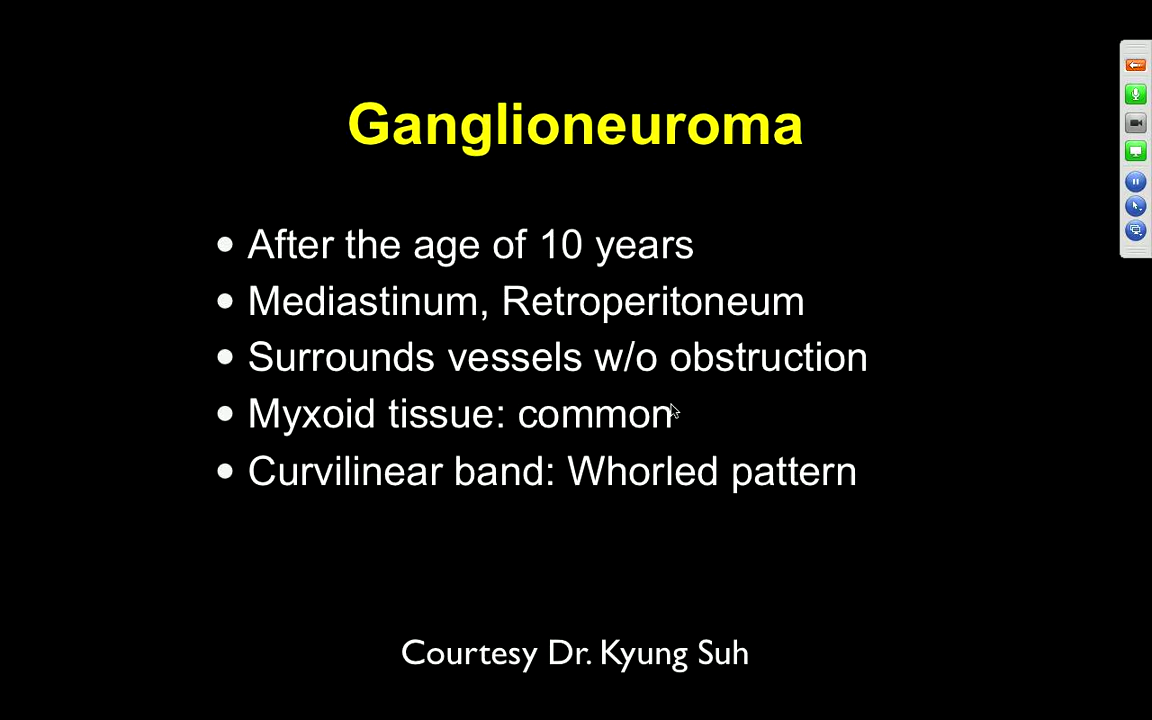 Ganglioneuroma
• After the age of 10 years
• Mediastinum, Retroperitoneum
• Surrounds vessels w/o obstruction
• Myxoid tissue: common
• Curvilinear band: Whorled pattern
Courtesy Dr. Kyung Suh